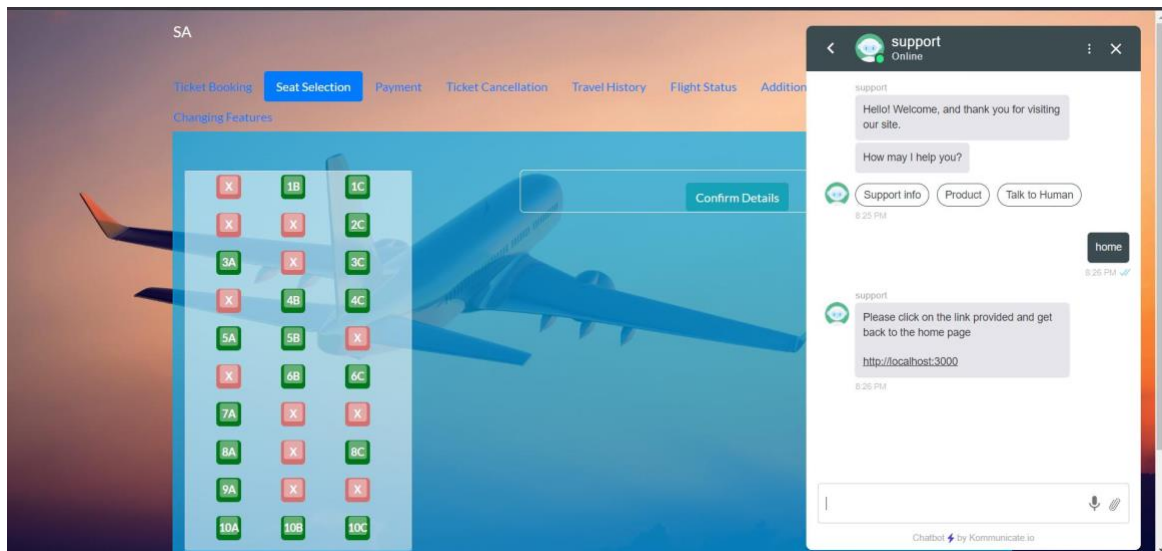 SA
Ticket Booking Seat Selection Payment Ticket Cancellation Travel History Flight Status Addition
Changing Features
X 1B 1C
X X 2C
3A X 3C
X 4B 4C
5A 5B X
X 6B 6C
7A X X
8A X 8C
9A X X
10A 10B 10C
Confirm Details
support
Online
support
Hello! Welcome, and thank you for visiting
our site.
How may I help you?
Support info Product Talk to Human
8:25 PM
home
8:26 PM
support
Please click on the link provided and get
back to the home page
http://localhost:3000
8:26 PM
Chatbot by Kommunicate.io